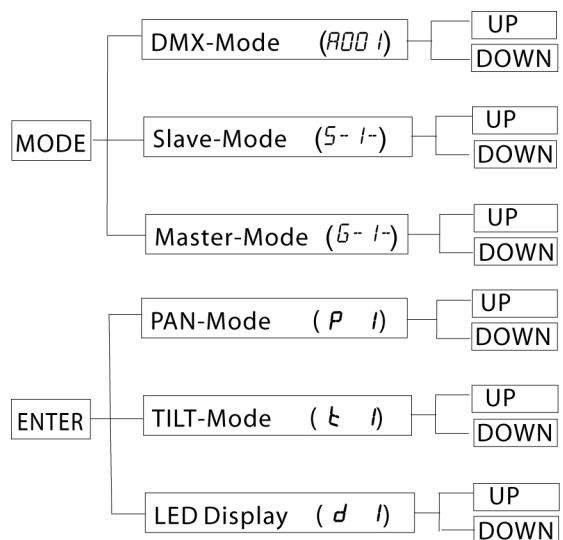 UP
DMX-Mode (A001)
DOWN
UP
MODE Slave-Mode (S-1-)
DOWN
UP
Master-Mode (G-1-)
DOWN
UP
PAN-Mode ( P 1)
DOWN
UP
ENTER TILT-Mode ( t 1)
DOWN
UP
LED Display ( d 1)
DOWN